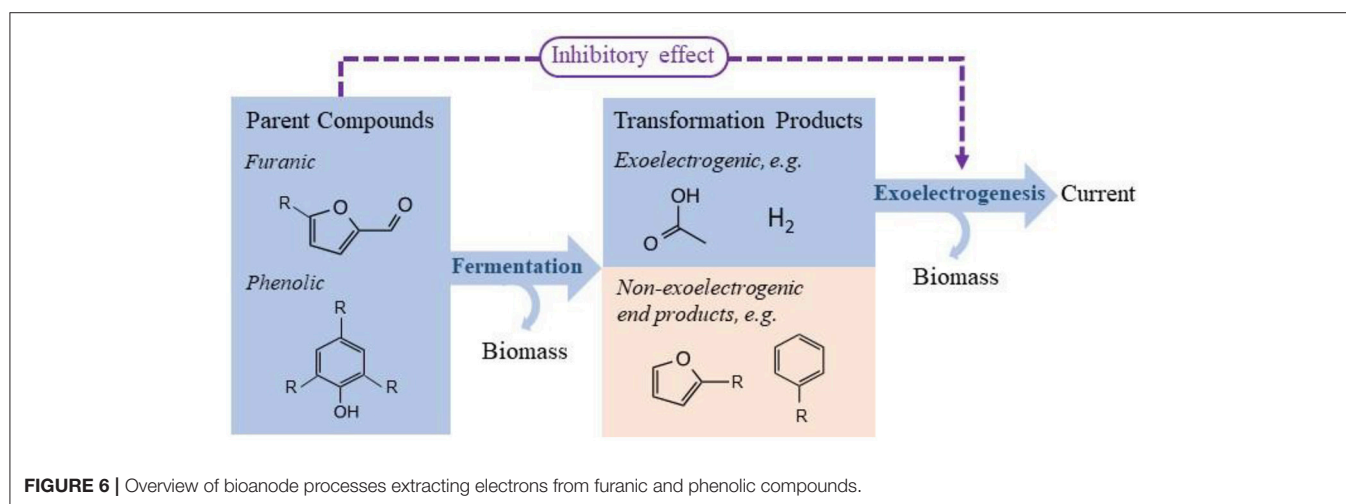 Inhibitory effect
Parent Compounds
Furanic
R
O
O
Phenolic
R
R
R
OH
Fermentation
Biomass
Transformation Products
Exoelectrogenic, e.g.
OH
O
H₂
Non-exoelectrogenic
end products, e.g.
O
R
R
Exoelectrogenesis
Current
Biomass
FIGURE 6 | Overview of bioanode processes extracting electrons from furanic and phenolic compounds.